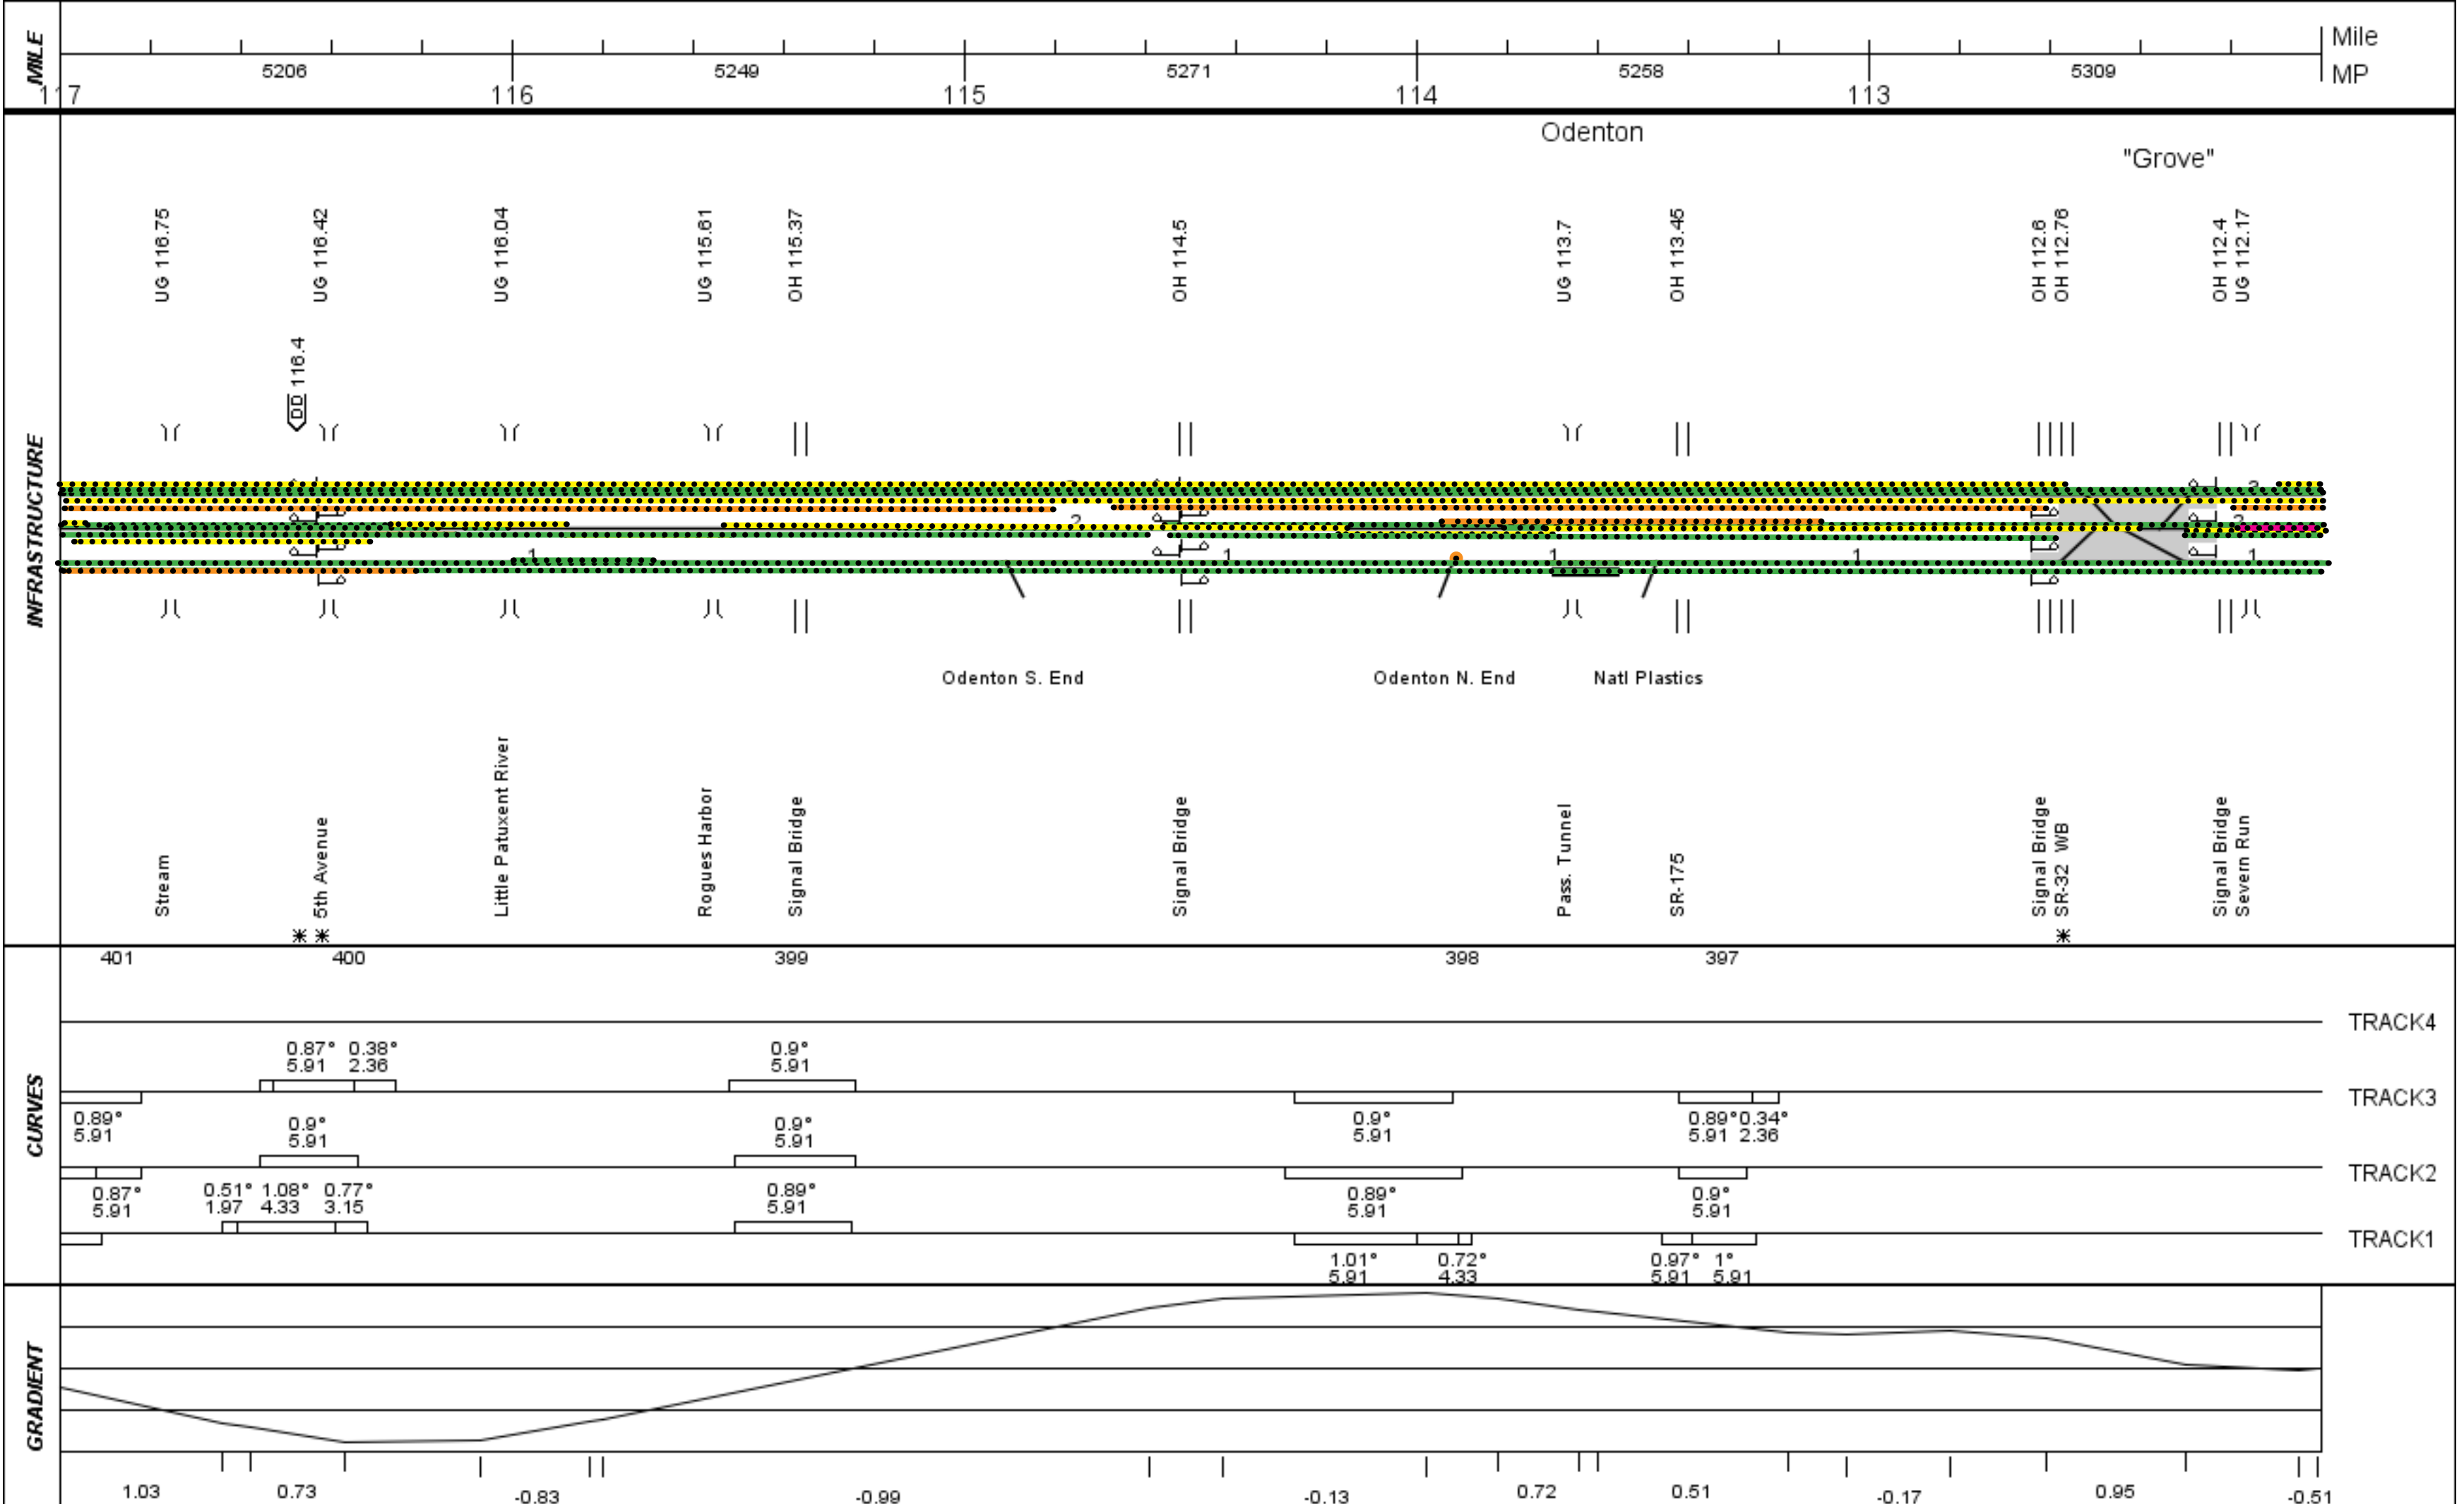 MILE
Mile
5206 5249 5271 5258 5309
MP
117 116 115 114 113
Odenton
"Grove"
UG 116.75
UG 116.42
UG 116.04
UG 115.61
OH 115.37
OH 114.5
UG 113.7
OH 113.45
OH 112.6
OH 112.76
OH 112.4
UG 112.17
DD 116.4
INFRASTRUCTURE
2
2
1 1 1 1 1
Odenton S. End
Odenton N. End
Natl Plastics
Stream
5th Avenue
Little Patuxent River
Rogues Harbor
Signal Bridge
Signal Bridge
Pass. Tunnel
SR-175
Signal Bridge
SR-32 WB
Signal Bridge
Severn Run
* * *
401 400 399 398 397
CURVES
TRACK4
0.87° 0.38° 0.9°
5.91 2.36 5.91
TRACK3
0.89° 0.9° 0.89° 0.34°
5.91 5.91 5.91 2.36
0.9° 0.9°
5.91 5.91
TRACK2
0.87° 0.89° 0.9°
5.91 5.91 5.91
0.51° 1.08° 0.77° 0.89°
1.97 4.33 3.15 5.91
TRACK1
1.01° 0.72° 0.97° 1°
5.91 4.33 5.91 5.91
GRADIENT
1.03 0.73 -0.83 -0.99 -0.13 0.72 0.51 -0.17 0.95 -0.51